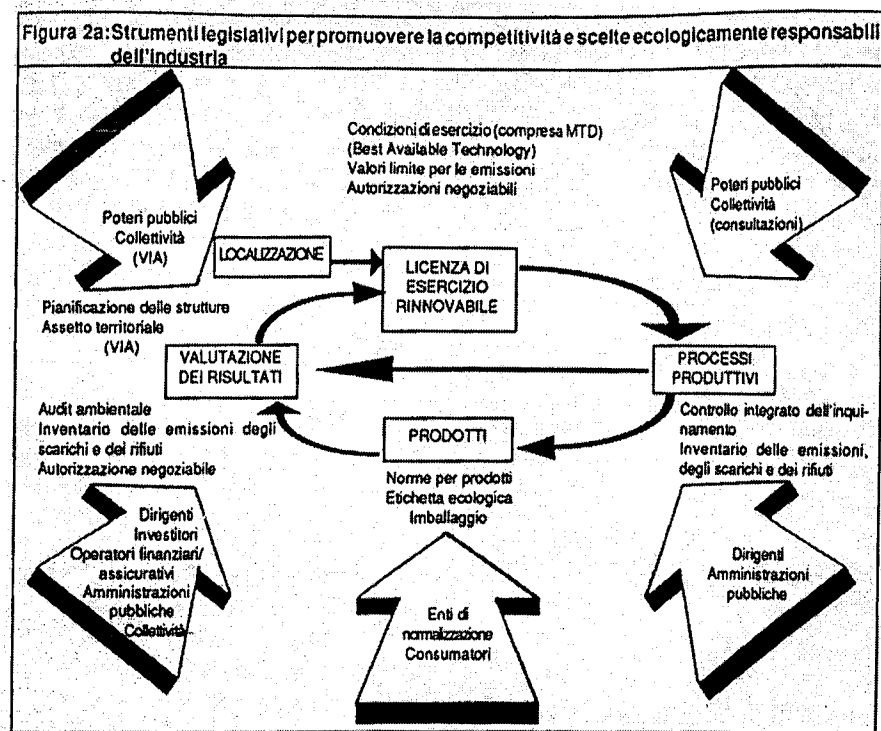 Figura 2a: Strumenti legislativi per promuovere la competitività e scelte ecologicamente responsabili
dell'industria
Condizioni di esercizio (compresa MTD)
(Best Available Technology)
Valori limite per le emissioni
Autorizzazioni negoziabili
Poteri pubblici
Collettività
(VIA)
Poteri pubblici
Collettività
(consultazioni)
LOCALIZZAZIONE
LICENZA DI
ESERCIZIO
RINNOVABILE
Pianificazione delle strutture
Assetto territoriale
(VIA)
VALUTAZIONE
DEI RISULTATI
PROCESSI
PRODUTTIVI
Audit ambientale
Inventario delle emissioni degli
scarichi e dei rifiuti
Autorizzazione negoziabile
PRODOTTI
Norme per prodotti
Etichetta ecologica
Imballaggio
Controllo integrato dell'inqui-
namento
Inventario delle emissioni,
degli scarichi e dei rifiuti
Dirigenti
Investitori
Operatori finanziari/
assicurativi
Amministrazioni
pubbliche
Collettività
Enti di
normalizzazione
Consumatori
Dirigenti
Amministrazioni
pubbliche